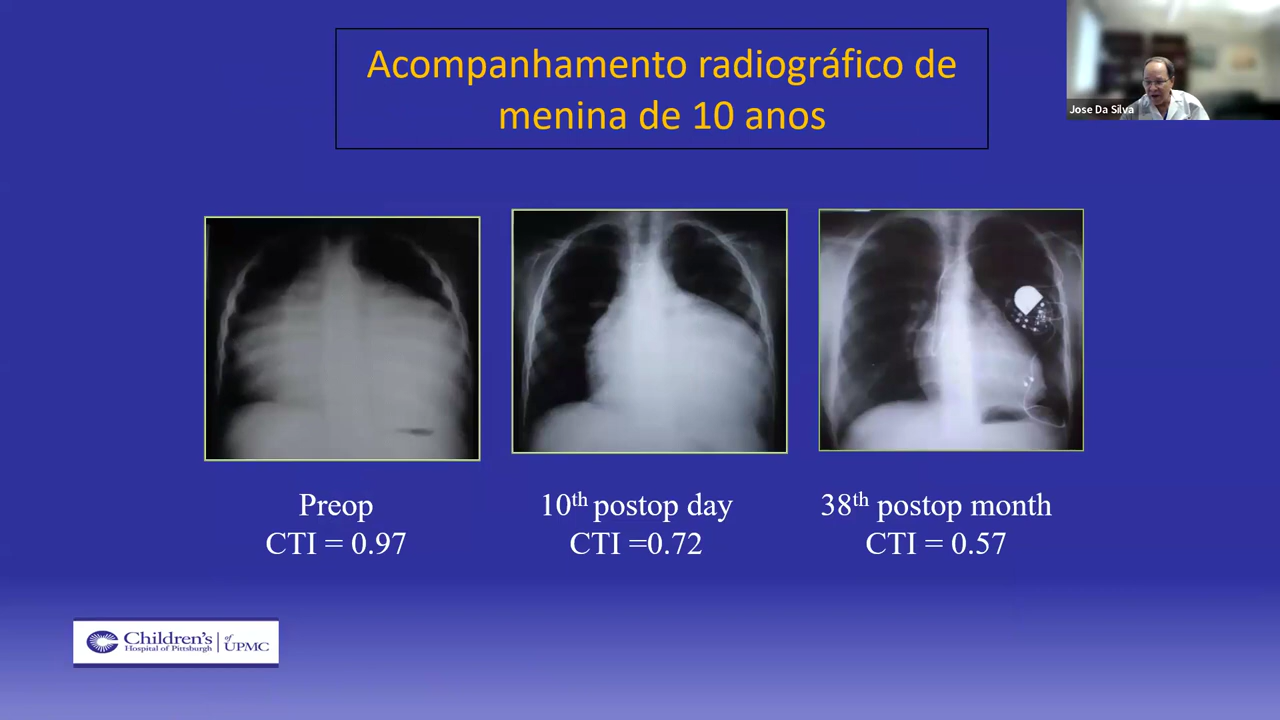 Acompanhamento radiográfico de
menina de 10 anos
Jose Da Silva
Preop
CTI = 0.97
10th postop day
CTI =0.72
38th postop month
CTI = 0.57
Children's
Hospital of Pittsburgh
of
UPMC